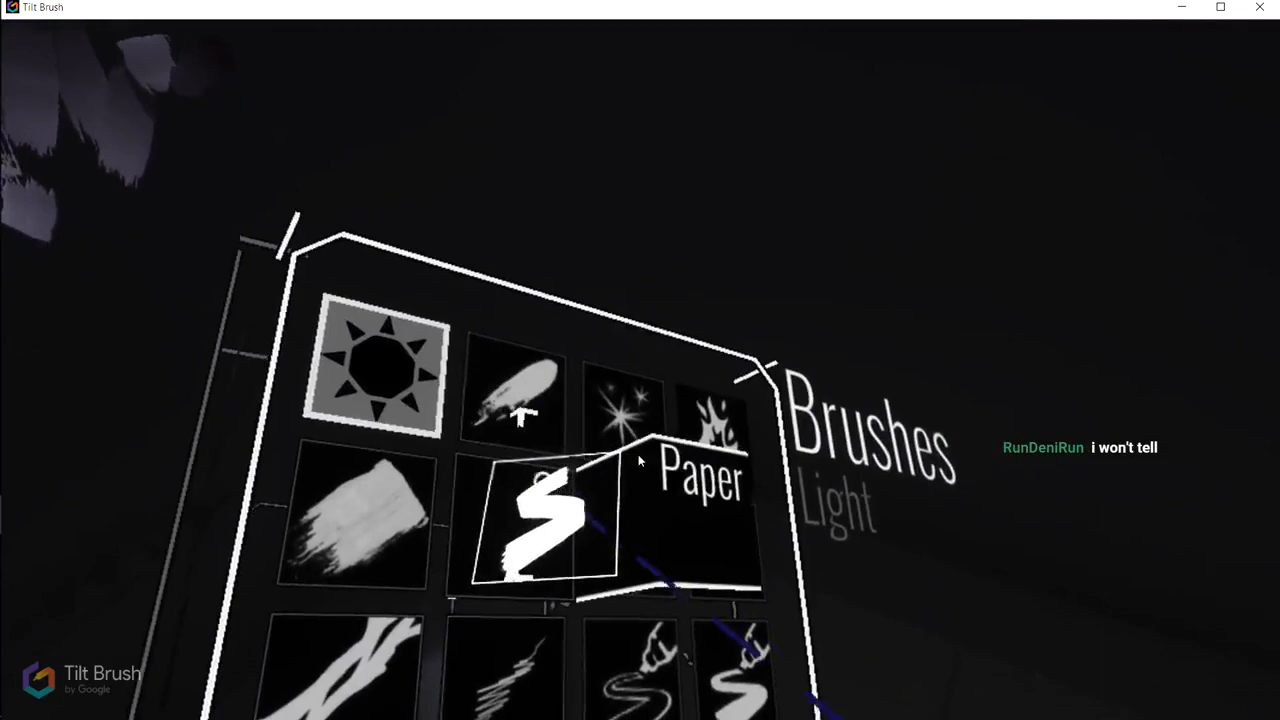 Tilt Brush
Brushes
Light
Paper
RunDeniRun i won't tell
Tilt Brush
by Google